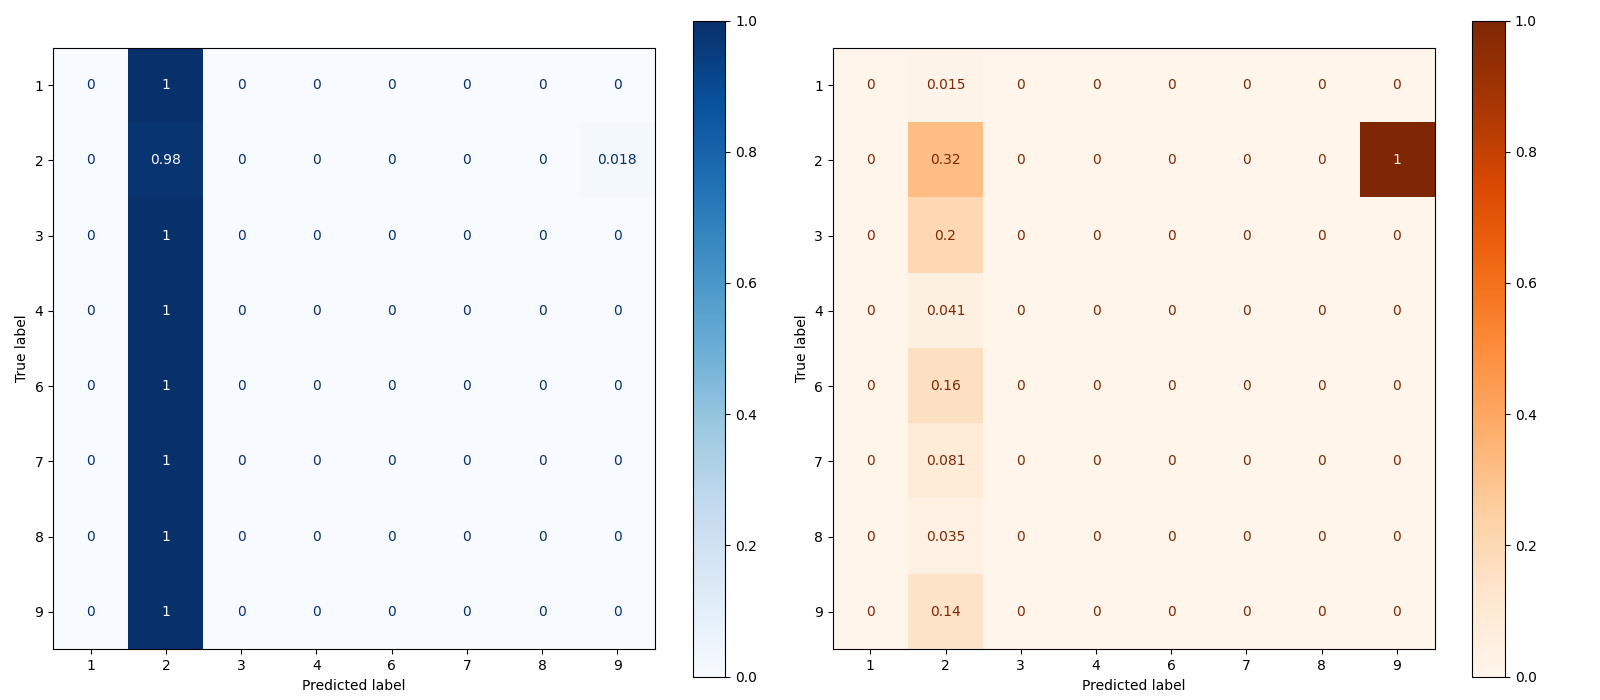 1 0 1 0 0 0 0 0 0
2 0 0.98 0 0 0 0 0 0.018
3 0 1 0 0 0 0 0 0
4 0 1 0 0 0 0 0 0
6 0 1 0 0 0 0 0 0
7 0 1 0 0 0 0 0 0
8 0 1 0 0 0 0 0 0
9 0 1 0 0 0 0 0 0
1 2 3 4 6 7 8 9
True label
Predicted label
1.0
0.8
0.6
0.4
0.2
0.0
1 0 0.015 0 0 0 0 0 0
2 0 0.32 0 0 0 0 0 1
3 0 0.2 0 0 0 0 0 0
4 0 0.041 0 0 0 0 0 0
6 0 0.16 0 0 0 0 0 0
7 0 0.081 0 0 0 0 0 0
8 0 0.035 0 0 0 0 0 0
9 0 0.14 0 0 0 0 0 0
1 2 3 4 6 7 8 9
True label
Predicted label
1.0
0.8
0.6
0.4
0.2
0.0